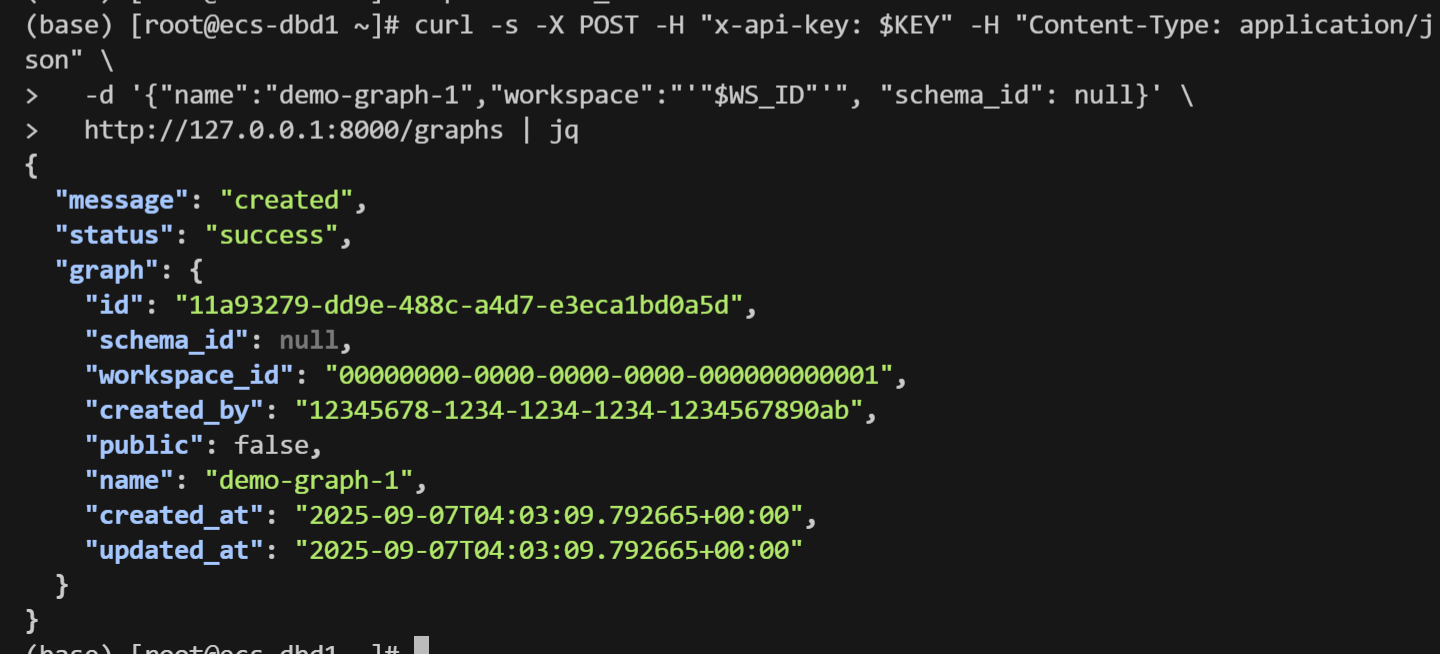 (base) [root@ecs-dbd1 ~]# curl -s -X POST -H "x-api-key: $KEY" -H "Content-Type: application/j
son" \
>   -d '{"name":"demo-graph-1","workspace":"'"$WS_ID"'", "schema_id": null}' \
>   http://127.0.0.1:8000/graphs | jq
{
  "message": "created",
  "status": "success",
  "graph": {
    "id": "11a93279-dd9e-488c-a4d7-e3eca1bd0a5d",
    "schema_id": null,
    "workspace_id": "00000000-0000-0000-0000-000000000001",
    "created_by": "12345678-1234-1234-1234-1234567890ab",
    "public": false,
    "name": "demo-graph-1",
    "created_at": "2025-09-07T04:03:09.792665+00:00",
    "updated_at": "2025-09-07T04:03:09.792665+00:00"
  }
}
(base) [root@ecs-dbd1 ~]#